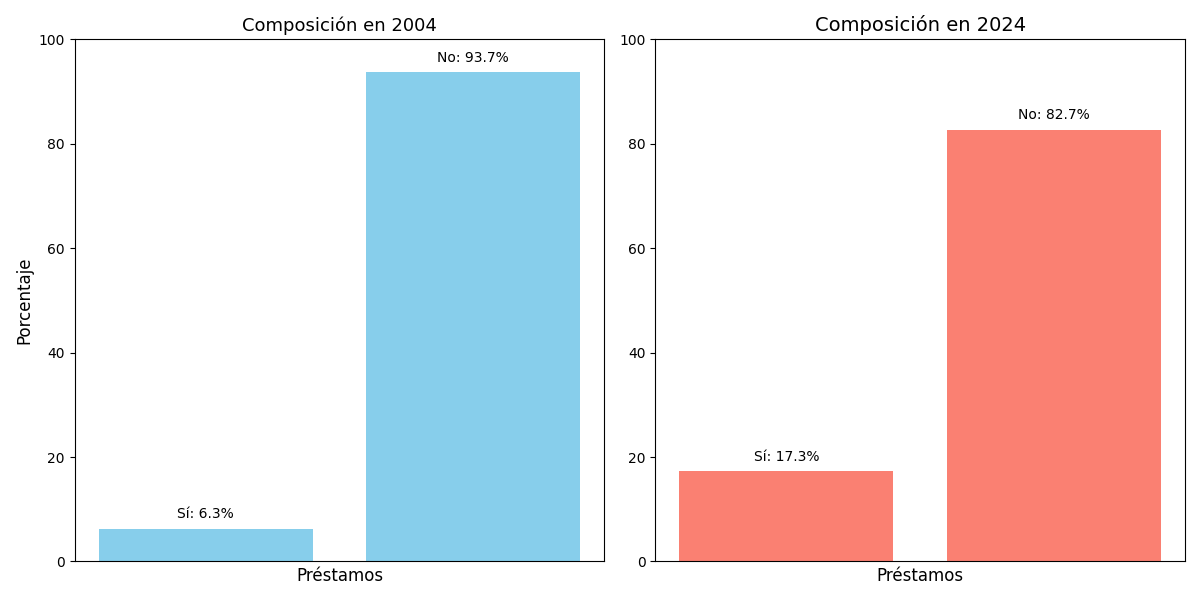 Composición en 2004
Porcentaje
100
80
60
40
20
0
No: 93.7%
Sí: 6.3%
Préstamos
Composición en 2024
100
80
60
40
20
0
No: 82.7%
Sí: 17.3%
Préstamos